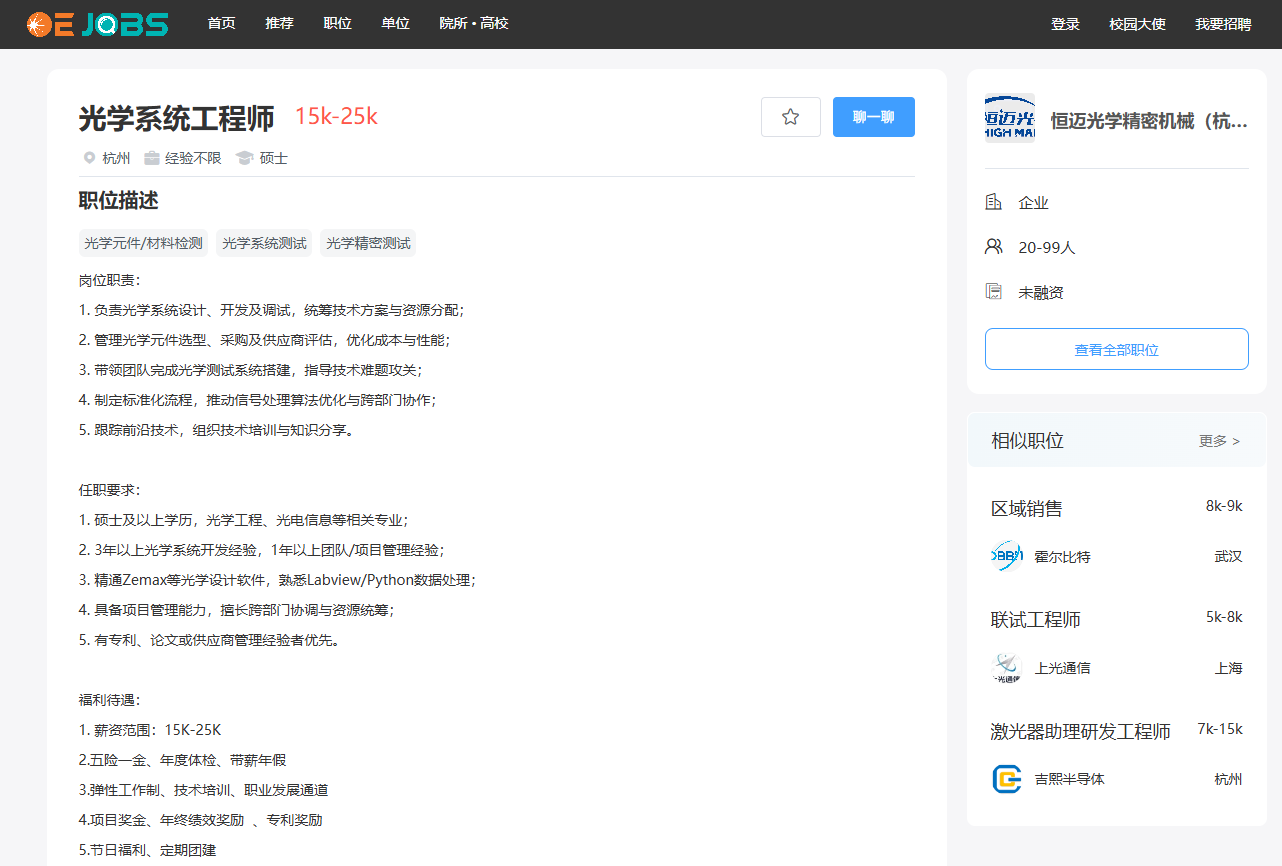 OE JOBS 首页 推荐 职位 单位 院所·高校 登录 校园大使 我要招聘
光学系统工程师 15k-25k 聊一聊
杭州 经验不限 硕士
职位描述
光学元件/材料检测 光学系统测试 光学精密测试
岗位职责：
1. 负责光学系统设计、开发及调试，统筹技术方案与资源分配；
2. 管理光学元件选型、采购及供应商评估，优化成本与性能；
3. 带领团队完成光学测试系统搭建，指导技术难题攻关；
4. 制定标准化流程，推动信号处理算法优化与跨部门协作；
5. 跟踪前沿技术，组织技术培训与知识分享。
任职要求：
1. 硕士及以上学历，光学工程、光电信息等相关专业；
2. 3年以上光学系统开发经验，1年以上团队/项目管理经验；
3. 精通Zemax等光学设计软件，熟悉Labview/Python数据处理；
4. 具备项目管理能力，擅长跨部门协调与资源统筹；
5. 有专利、论文或供应商管理经验者优先。
福利待遇：
1. 薪资范围：15K-25K
2.五险一金、年度体检、带薪年假
3.弹性工作制、技术培训、职业发展通道
4.项目奖金、年终绩效奖励 、专利奖励
5.节日福利、定期团建
恒迈光
HIGH MAI
恒迈光学精密机械（杭...
企业
20-99人
未融资
查看全部职位
相似职位 更多 >
区域销售 8k-9k
霍尔比特 武汉
联试工程师 5k-8k
上光通信 上海
激光器助理研发工程师 7k-15k
吉熙半导体 杭州